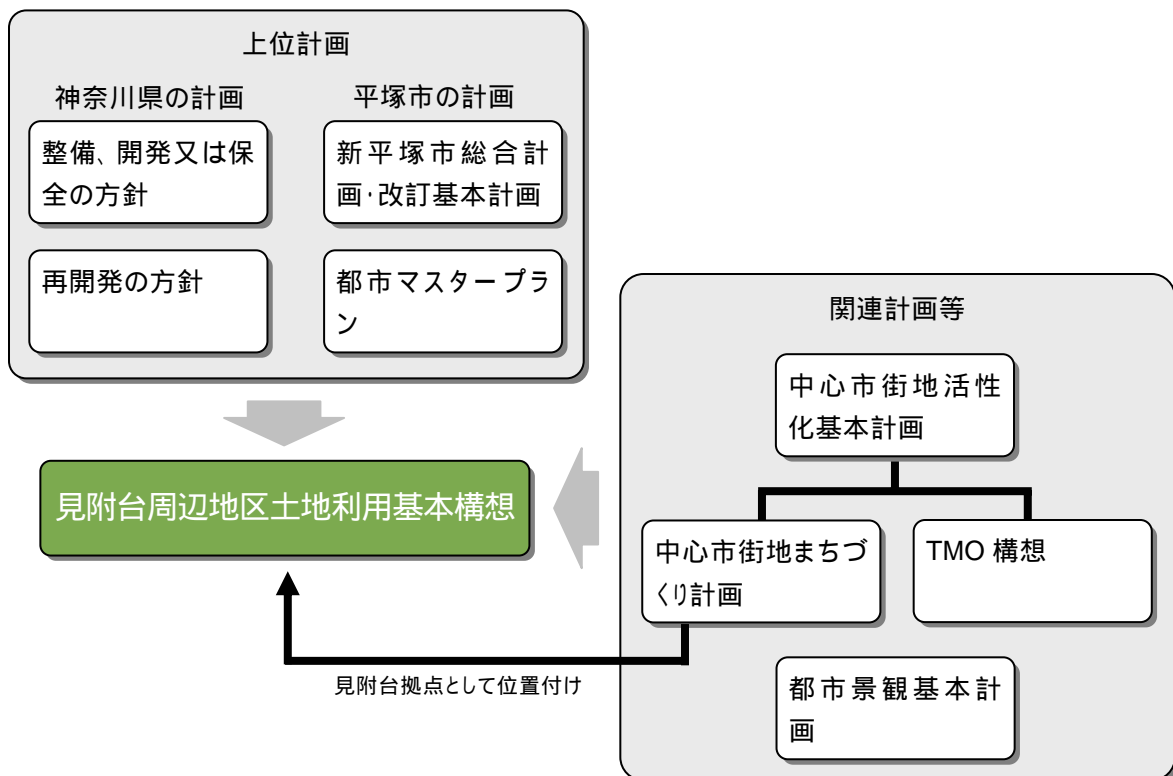 上位計画
神奈川県の計画
平塚市の計画
整備、開発又は保
全の方針
新平塚市総合計
画・改訂基本計画
再開発の方針
都市マスタープラ
ン
見附台周辺地区土地利用基本構想
関連計画等
中心市街地活性
化基本計画
中心市街地まちづ
くり計画
TMO 構想
都市景観基本計
画
見附台拠点として位置付け